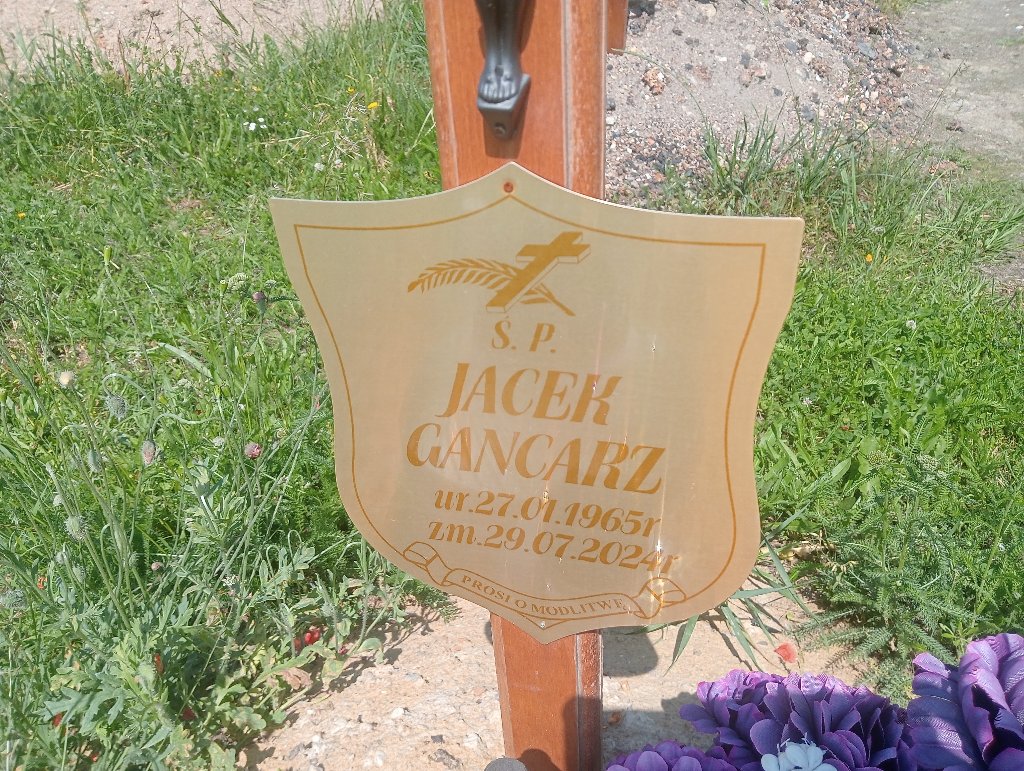 Ś. P.
JACEK
GANCARZ
ur.27.01.1965r
zm.29.07.2024r
PROSI O MODLITWĘ